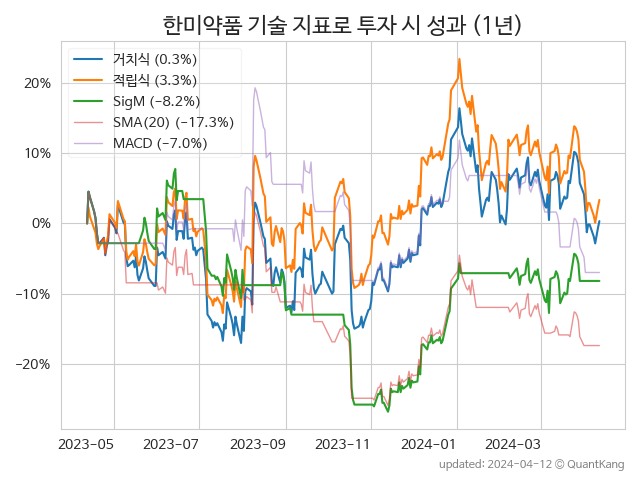 한미약품 기술 지표로 투자 시 성과 (1년)
거치식 (0.3%)
적립식 (3.3%)
SigM (−8.2%)
SMA(20) (−17.3%)
MACD (−7.0%)
20%
10%
0%
−10%
−20%
2023-05 2023-07 2023-09 2023-11 2024-01 2024-03
updated: 2024-04-12 © QuantKang